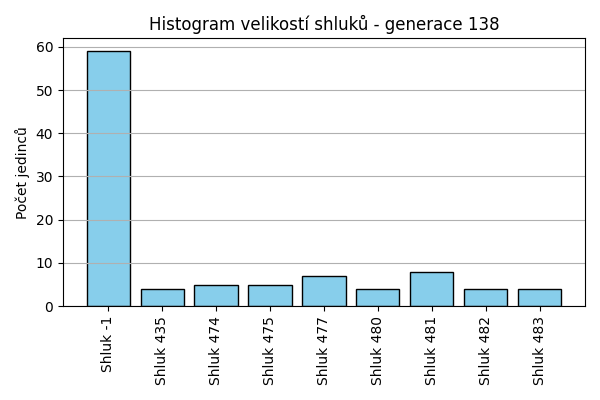 Histogram velikostí shluků - generace 138
Počet jedinců
60
50
40
30
20
10
0
Shluk -1
Shluk 435
Shluk 474
Shluk 475
Shluk 477
Shluk 480
Shluk 481
Shluk 482
Shluk 483